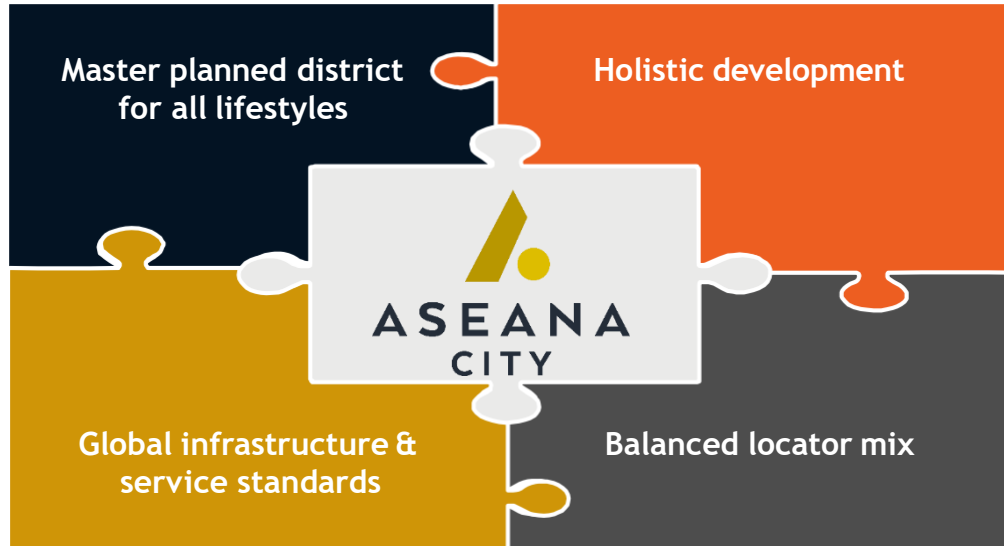 Master planned district
for all lifestyles
Holistic development
ASEANA
CITY
Global infrastructure &
service standards
Balanced locator mix